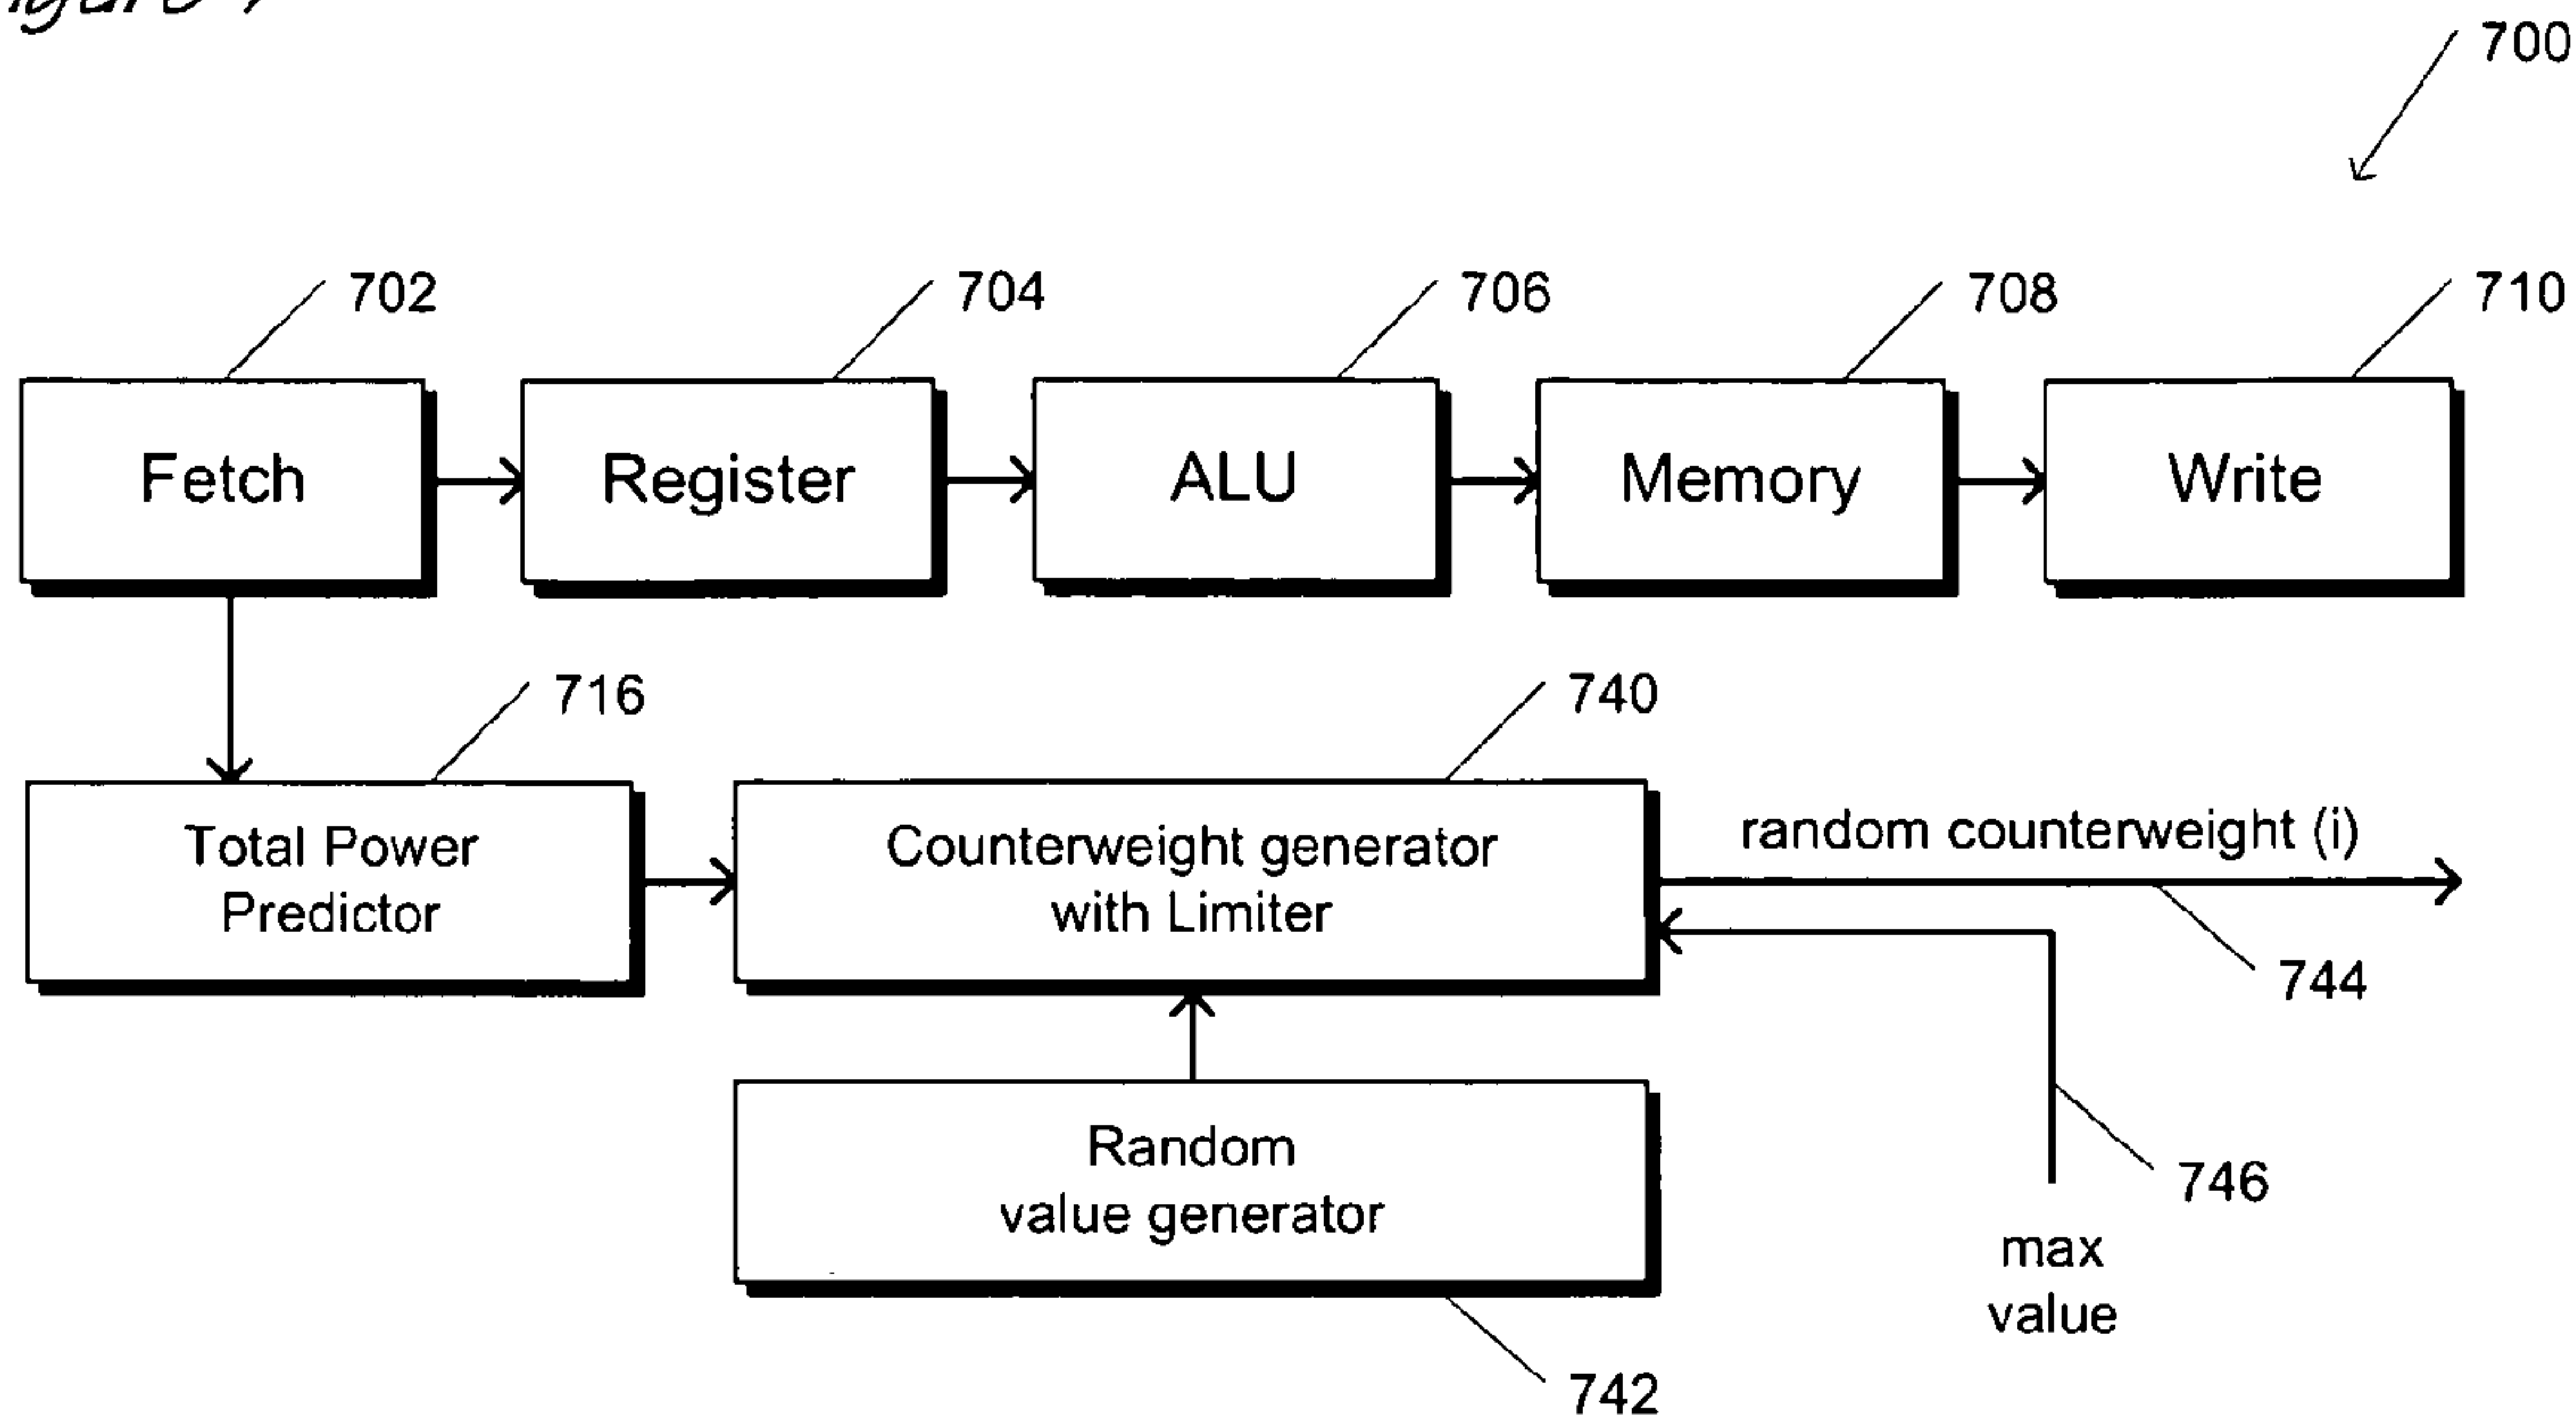 700
702
704
706
708
710
Fetch
Register
ALU
Memory
Write
716
740
Total Power
Predictor
Counterweight generator
with Limiter
random counterweight (i)
744
Random
value generator
746
max
value
742